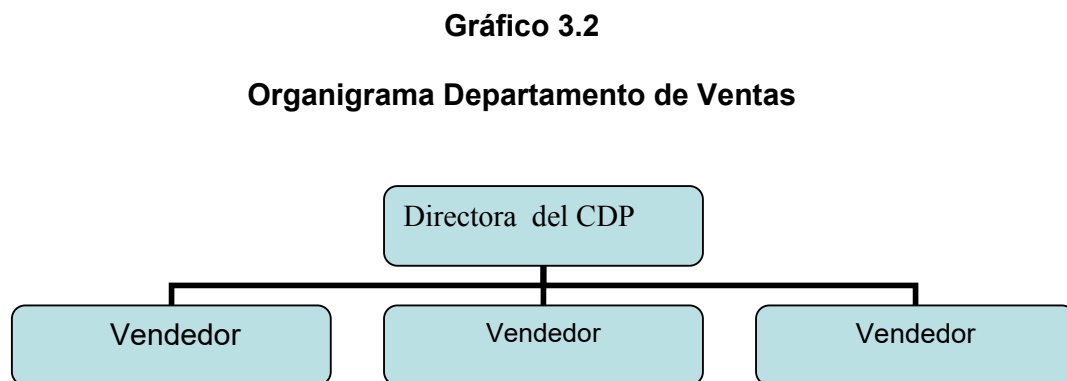 Gráfico 3.2
Organigrama Departamento de Ventas
Directora del CDP
Vendedor Vendedor Vendedor